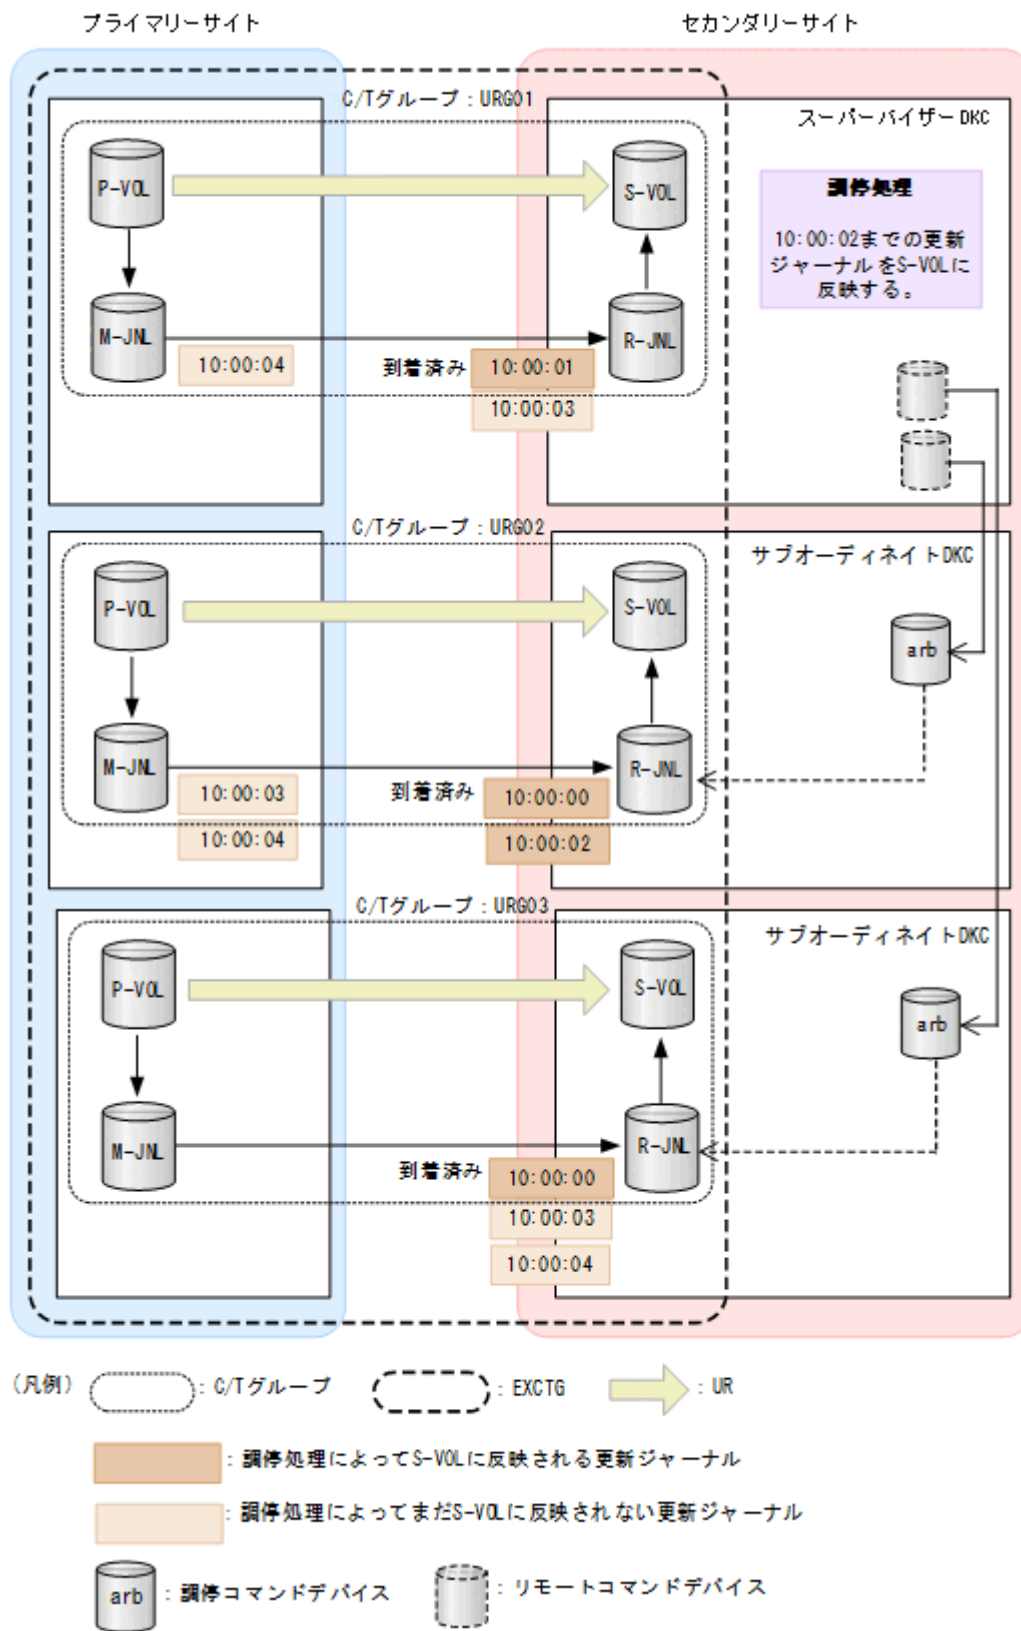 プライマリーサイト
セカンダリーサイト
C/Tグループ：URG01
スーパーバイザーDKC
P-VOL
S-VOL
調停処理
10:00:02までの更新
ジャーナルをS-VOLに
反映する。
M-JNL
R-JNL
10:00:04
到着済み
10:00:01
10:00:03
C/Tグループ：URG02
サブオーディネイトDKC
P-VOL
S-VOL
arb
M-JNL
R-JNL
10:00:03
到着済み
10:00:00
10:00:04
10:00:02
C/Tグループ：URG03
サブオーディネイトDKC
P-VOL
S-VOL
arb
M-JNL
R-JNL
到着済み
10:00:00
10:00:03
10:00:04
(凡例)
：C/Tグループ
：EXCTG
：UR
：調停処理によってS-VOLに反映される更新ジャーナル
：調停処理によってまだS-VOLに反映されない更新ジャーナル
arb
：調停コマンドデバイス
：リモートコマンドデバイス